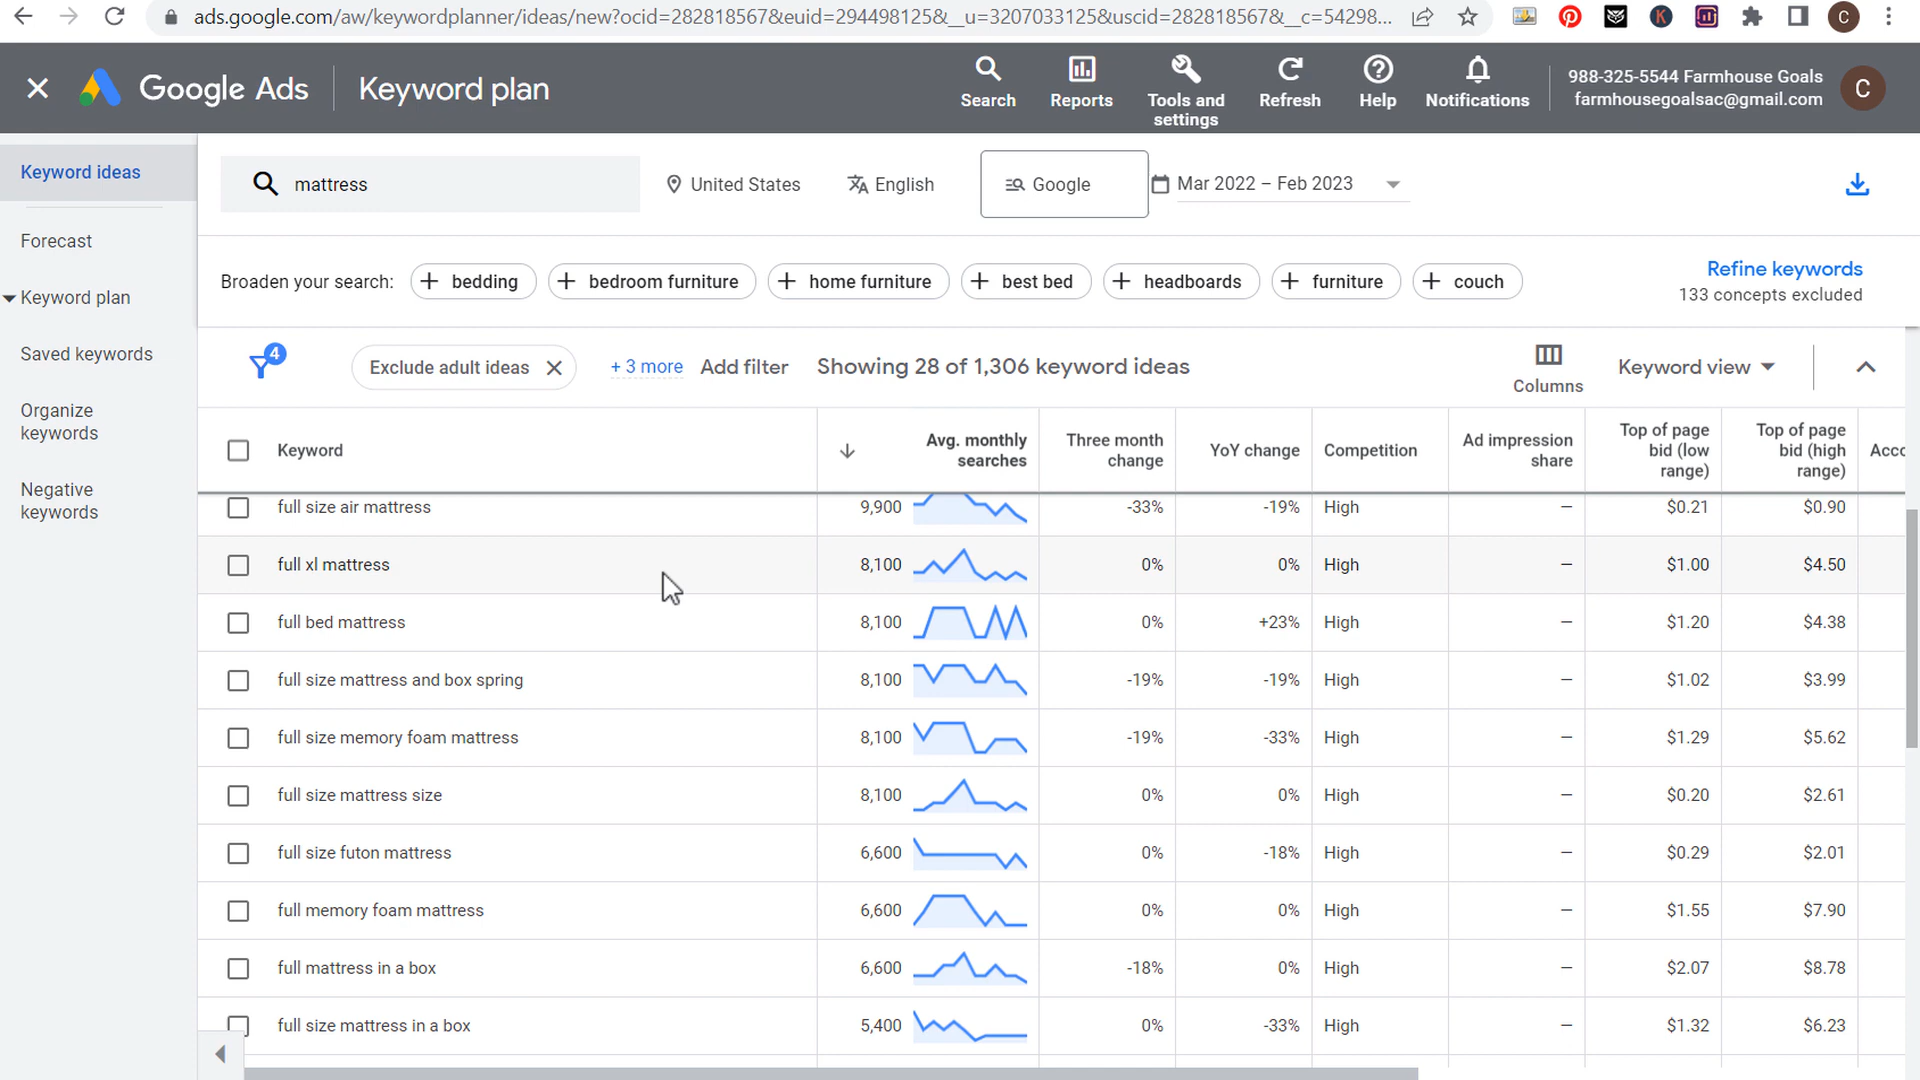 ads.google.com/aw/keywordplanner/ideas/new?ocid=282818567&euid=294498125&__u=3207033125&uscid=282818567&__c=54298...
K
C
Google Ads
Keyword plan
Search
Reports
Tools and settings
Refresh
Help
Notifications
988-325-5544 Farmhouse Goals
farmhousegoalsac@gmail.com
C
Keyword ideas
Forecast
Keyword plan
Saved keywords
Organize keywords
Negative keywords
mattress
United States
English
Google
Mar 2022 – Feb 2023
Broaden your search:
bedding
bedroom furniture
home furniture
best bed
headboards
furniture
couch
Refine keywords
133 concepts excluded
4
Exclude adult ideas
+ 3 more
Add filter
Showing 28 of 1,306 keyword ideas
Columns
Keyword view
Keyword
Avg. monthly searches
Three month change
YoY change
Competition
Ad impression share
Top of page bid (low range)
Top of page bid (high range)
Acco
full size air mattress 9,900 -33% -19% High – $0.21 $0.90
full xl mattress 8,100 0% 0% High – $1.00 $4.50
full bed mattress 8,100 0% +23% High – $1.20 $4.38
full size mattress and box spring 8,100 -19% -19% High – $1.02 $3.99
full size memory foam mattress 8,100 -19% -33% High – $1.29 $5.62
full size mattress size 8,100 0% 0% High – $0.20 $2.61
full size futon mattress 6,600 0% -18% High – $0.29 $2.01
full memory foam mattress 6,600 0% 0% High – $1.55 $7.90
full mattress in a box 6,600 -18% 0% High – $2.07 $8.78
full size mattress in a box 5,400 0% -33% High – $1.32 $6.23